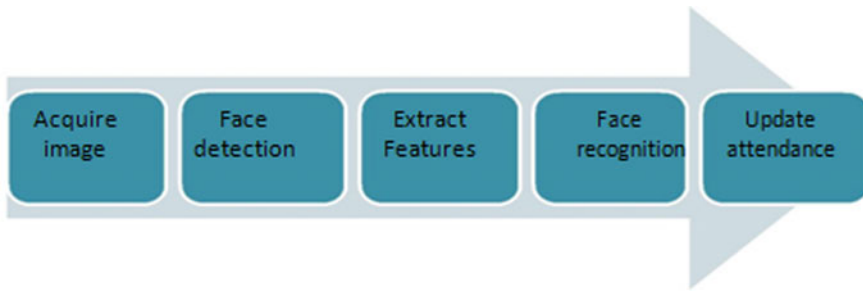 Acquire
image
Face
detection
Extract
Features
Face
recognition
Update
attendance